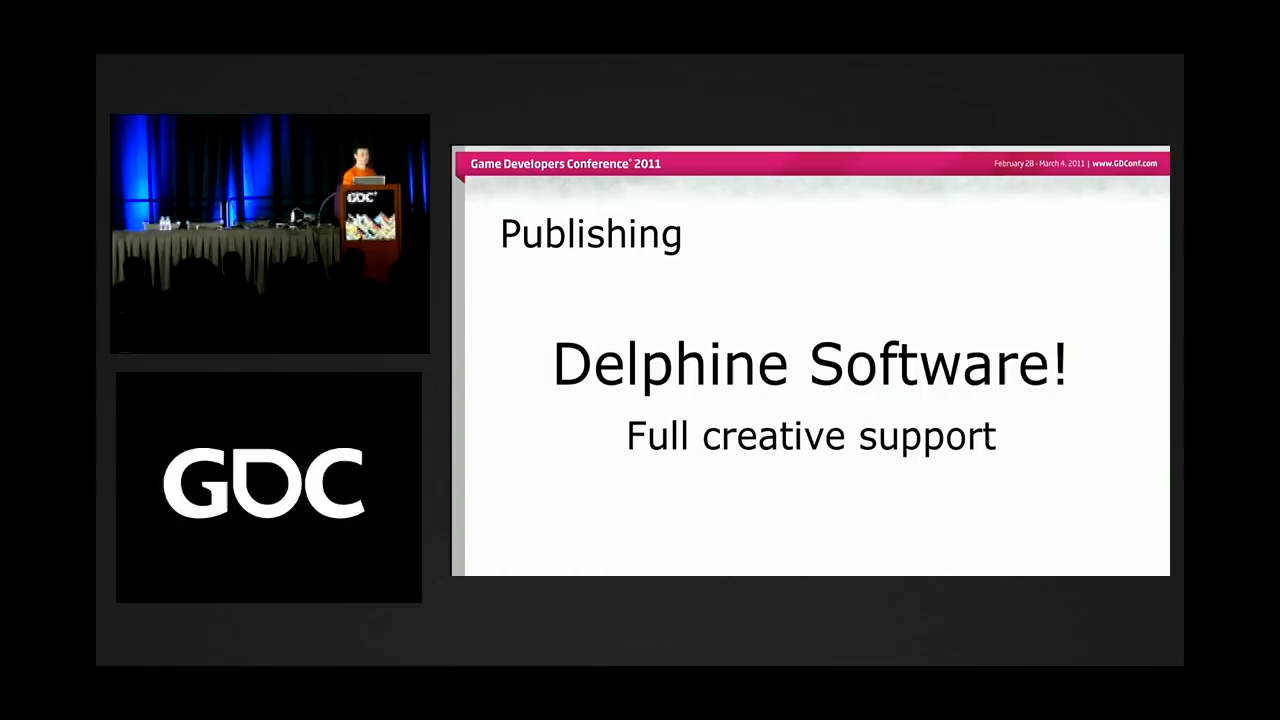 Game Developers Conference® 2011
February 28 - March 4, 2011 | www.GDConf.com
Publishing
Delphine Software!
Full creative support
GDC
GDC